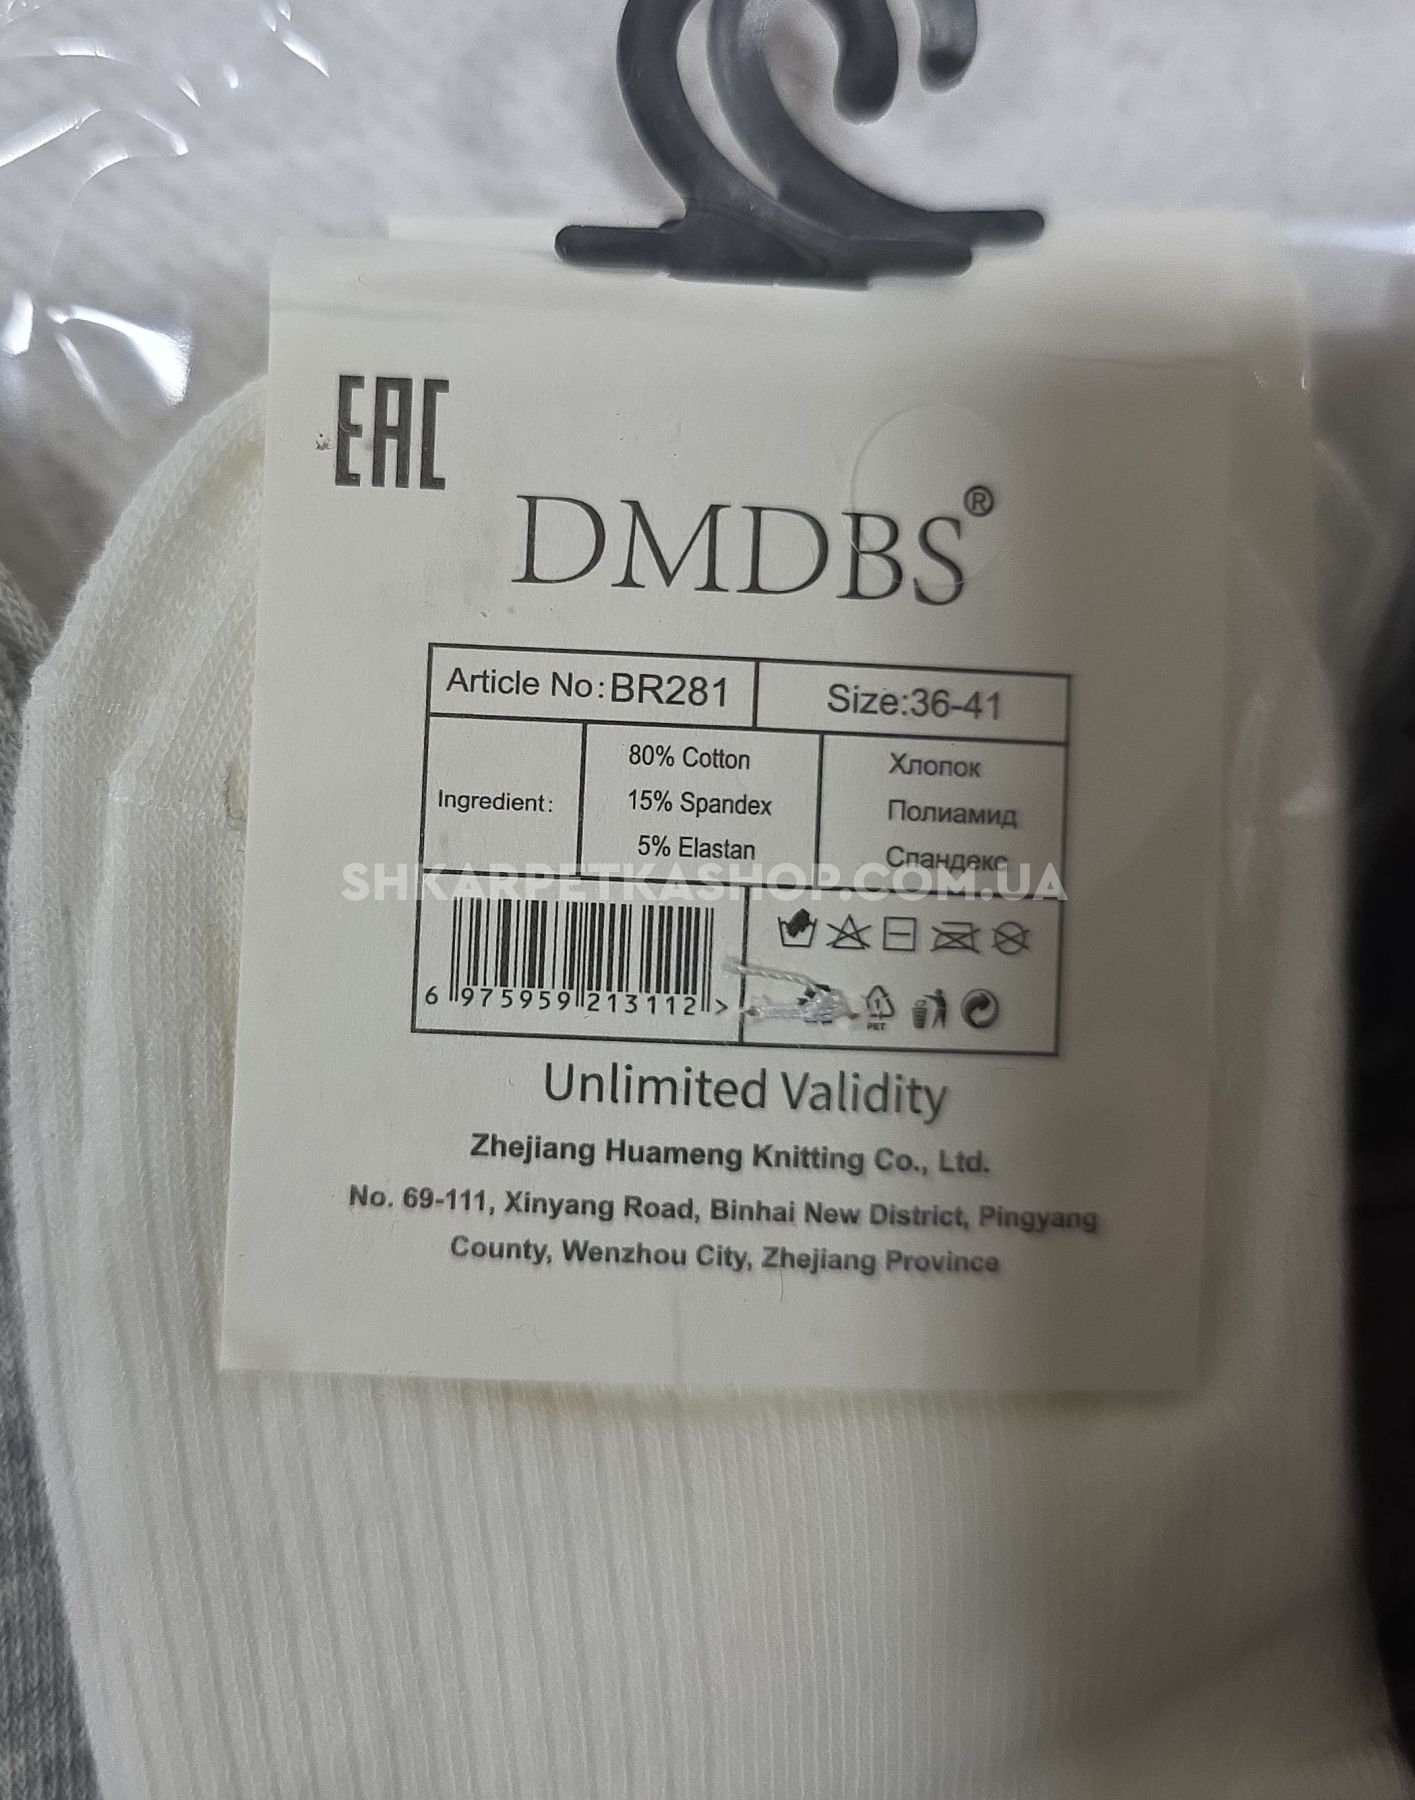 EAC
DMDBS®
Article No:BR281
Size:36-41
Ingredient:
80% Cotton
15% Spandex
5% Elastan
Хлопок
Полиамид
Спандекс
SHKARPETKASHOP.COM.UA
6 975959 213112 >
PET
Unlimited Validity
Zhejiang Huameng Knitting Co., Ltd.
No. 69-111, Xinyang Road, Binhai New District, Pingyang
County, Wenzhou City, Zhejiang Province